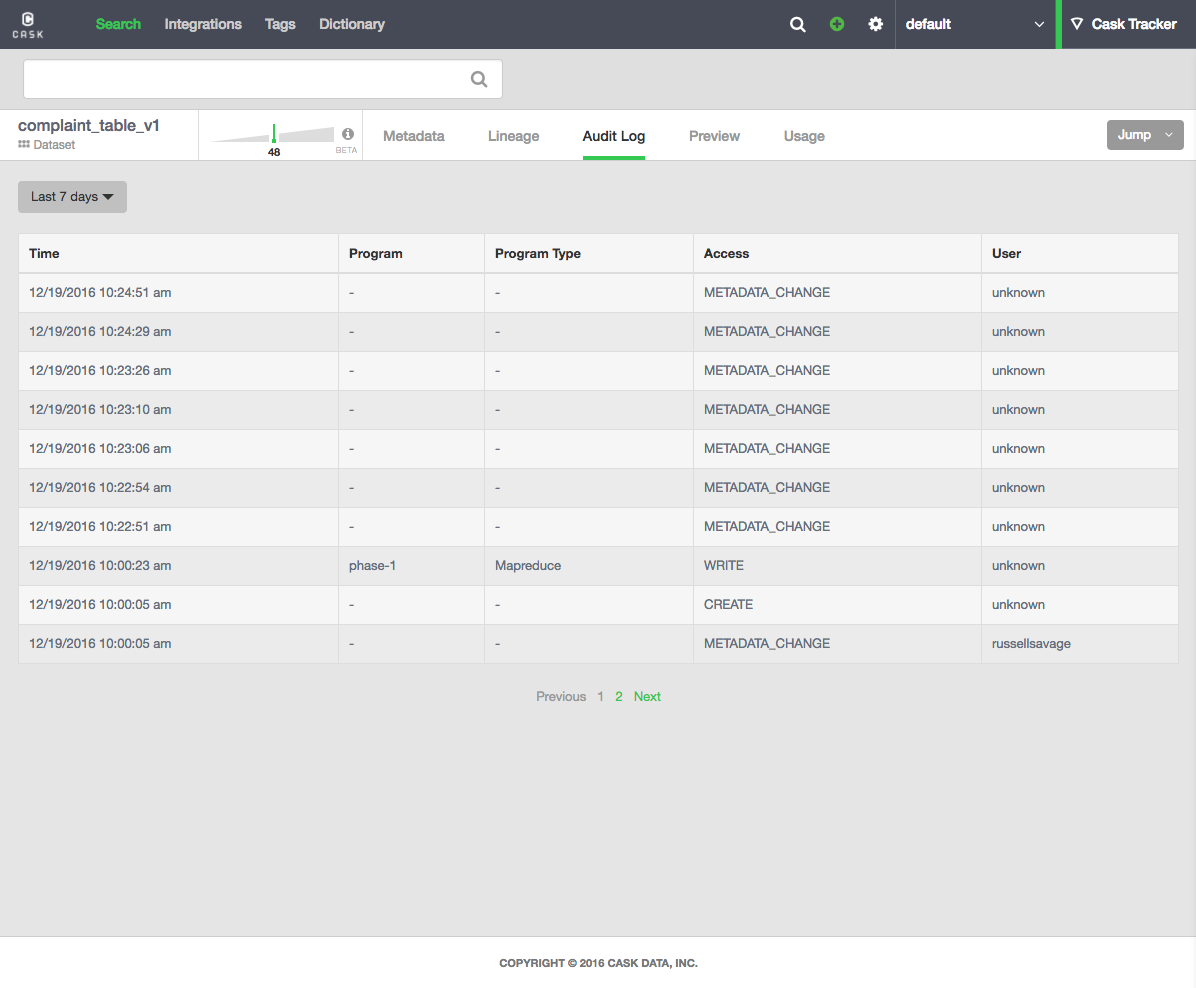 CASK Search Integrations Tags Dictionary default Cask Tracker
complaint_table_v1
Dataset
48
BETA
Metadata Lineage Audit Log Preview Usage Jump
Last 7 days
Time Program Program Type Access User
12/19/2016 10:24:51 am - - METADATA_CHANGE unknown
12/19/2016 10:24:29 am - - METADATA_CHANGE unknown
12/19/2016 10:23:26 am - - METADATA_CHANGE unknown
12/19/2016 10:23:10 am - - METADATA_CHANGE unknown
12/19/2016 10:23:06 am - - METADATA_CHANGE unknown
12/19/2016 10:22:54 am - - METADATA_CHANGE unknown
12/19/2016 10:22:51 am - - METADATA_CHANGE unknown
12/19/2016 10:00:23 am phase-1 Mapreduce WRITE unknown
12/19/2016 10:00:05 am - - CREATE unknown
12/19/2016 10:00:05 am - - METADATA_CHANGE russellsavage
Previous 1 2 Next
COPYRIGHT © 2016 CASK DATA, INC.